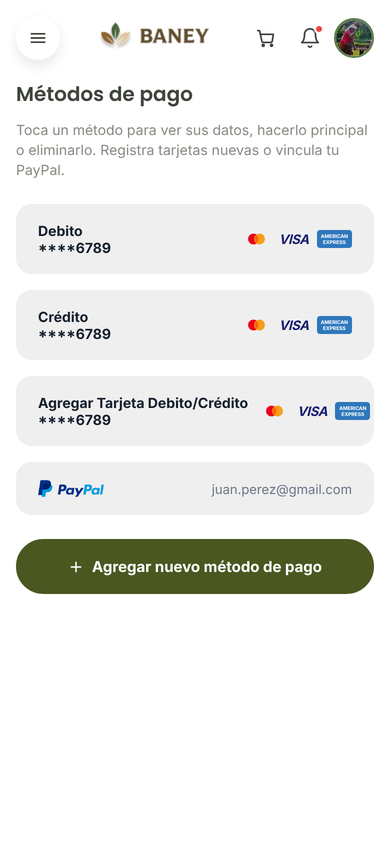 BANEY
Métodos de pago
Toca un método para ver sus datos, hacerlo principal
o eliminarlo. Registra tarjetas nuevas o vincula tu
PayPal.
Debito
****6789
VISA
AMERICAN
EXPRESS
Crédito
****6789
VISA
AMERICAN
EXPRESS
Agregar Tarjeta Debito/Crédito
****6789
VISA
AMERICAN
EXPRESS
PayPal
juan.perez@gmail.com
+ Agregar nuevo método de pago